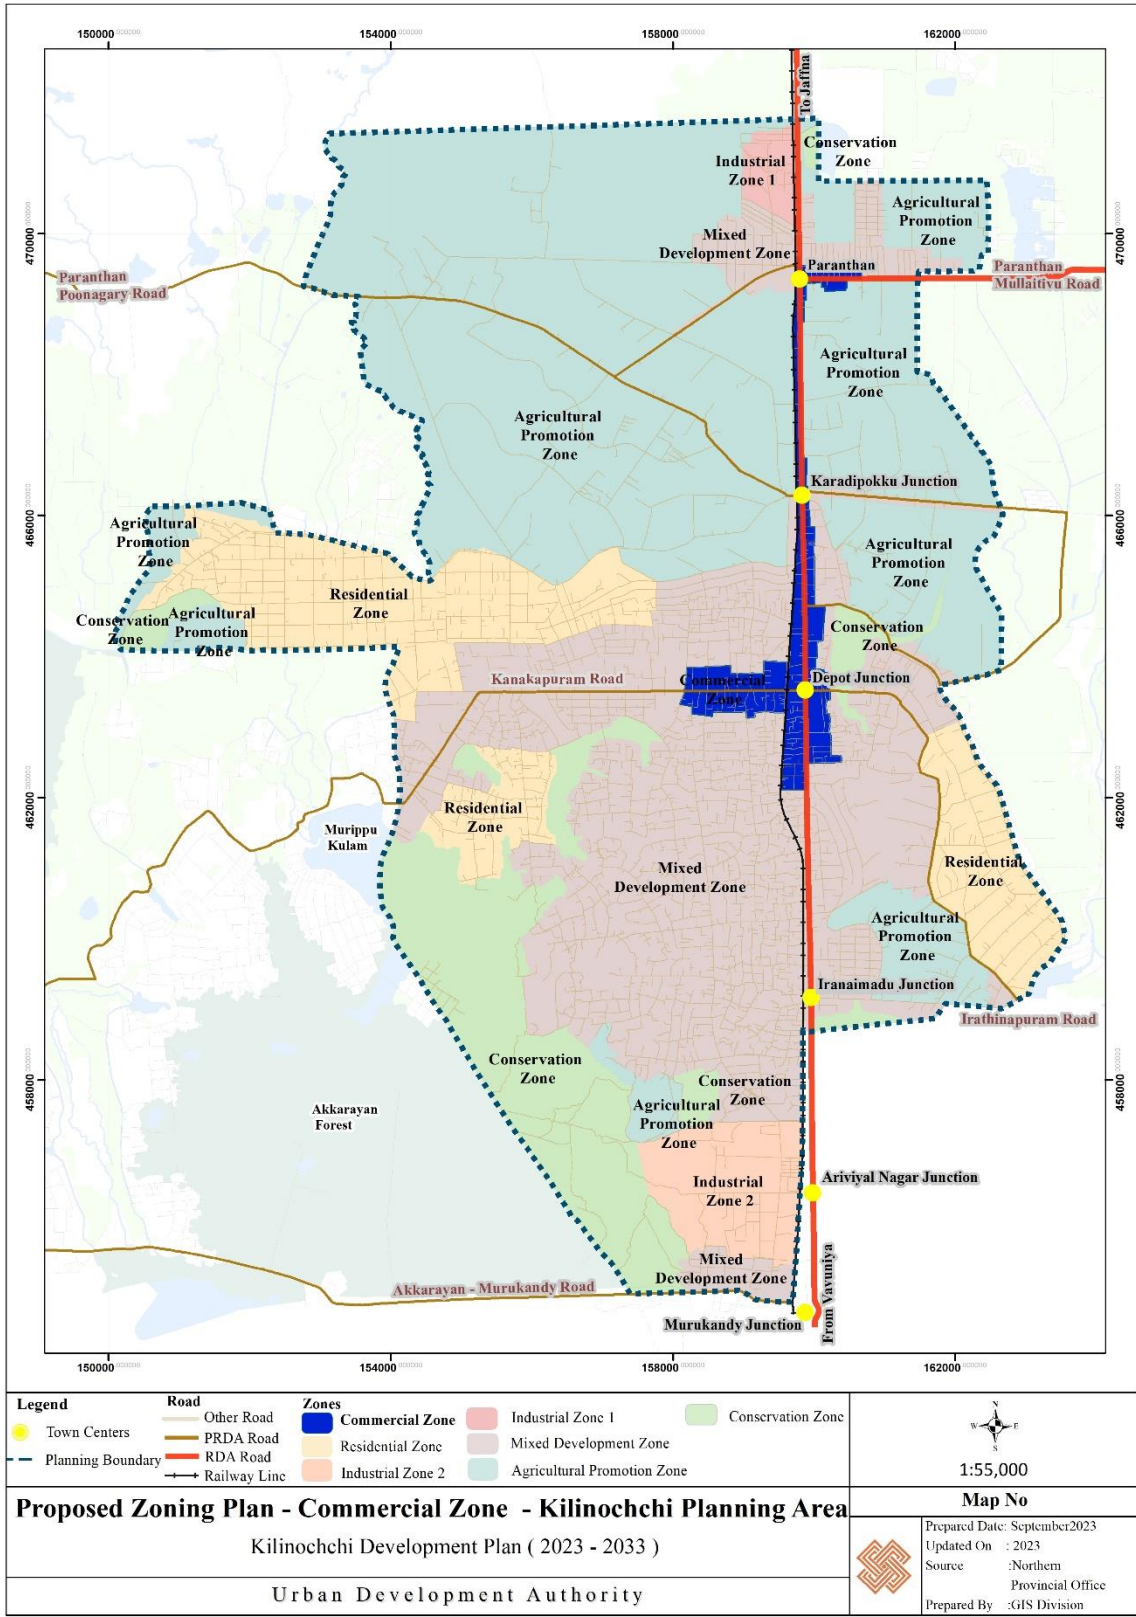 150000
154000
158000
162000
To Jaffna
Conservation
Zone
Industrial
Zone 1
Agricultural
Promotion
Zone
Mixed
Development Zone
470000
470000
Paranthan
Paranthan
Poonagary Road
Paranthan
Mullaitivu Road
Agricultural
Promotion
Zone
Agricultural
Promotion
Zone
Karadipokku Junction
466000
466000
Agricultural
Promotion
Zone
Agricultural
Promotion
Zone
Residential
Zone
Conservation
Zone
Agricultural
Promotion
Zone
Conservation
Zone
Kanakapuram Road
Commercial
Zone
Depot Junction
462000
462000
Residential
Zone
Murippu
Kulam
Mixed
Development Zone
Residential
Zone
Agricultural
Promotion
Zone
Iranaimadu Junction
Irathinapuram Road
Conservation
Zone
Conservation
Zone
458000
458000
Agricultural
Promotion
Zone
Akkarayan
Forest
Industrial
Zone 2
Ariviyal Nagar Junction
Mixed
Development Zone
Akkarayan - Murukandy Road
Murukandy Junction
From Vavuniya
150000
154000
158000
162000
Legend
Town Centers
Planning Boundary
Road
Other Road
PRDA Road
RDA Road
Railway Line
Zones
Commercial Zone
Residential Zone
Industrial Zone 2
Industrial Zone 1
Mixed Development Zone
Agricultural Promotion Zone
Conservation Zone
N
W E
S
1:55,000
Proposed Zoning Plan - Commercial Zone - Kilinochchi Planning Area
Kilinochchi Development Plan ( 2023 - 2033 )
Urban Development Authority
Map No
Prepared Date: September2023
Updated On : 2023
Source :Northern
Provincial Office
Prepared By :GIS Division